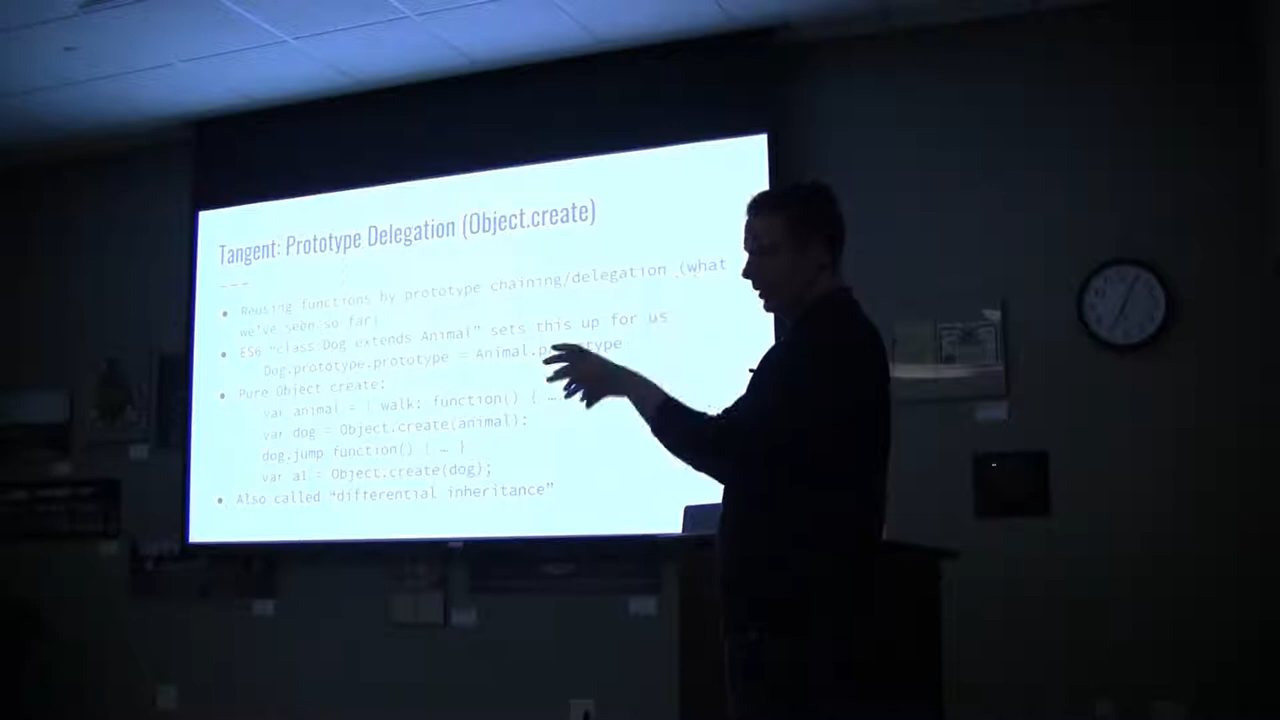 Tangent: Prototype Delegation (Object.create)
Reusing functions by prototype chaining/delegation (what
we've seen so far)
ES6 "class Dog extends Animal" sets this up for us
Dog.prototype.prototype = Animal.prototype
Pure Object create:
var animal = { walk: function() { …
var dog = Object.create(animal);
dog.jump function() { … }
var a1 = Object.create(dog);
Also called "differential inheritance"